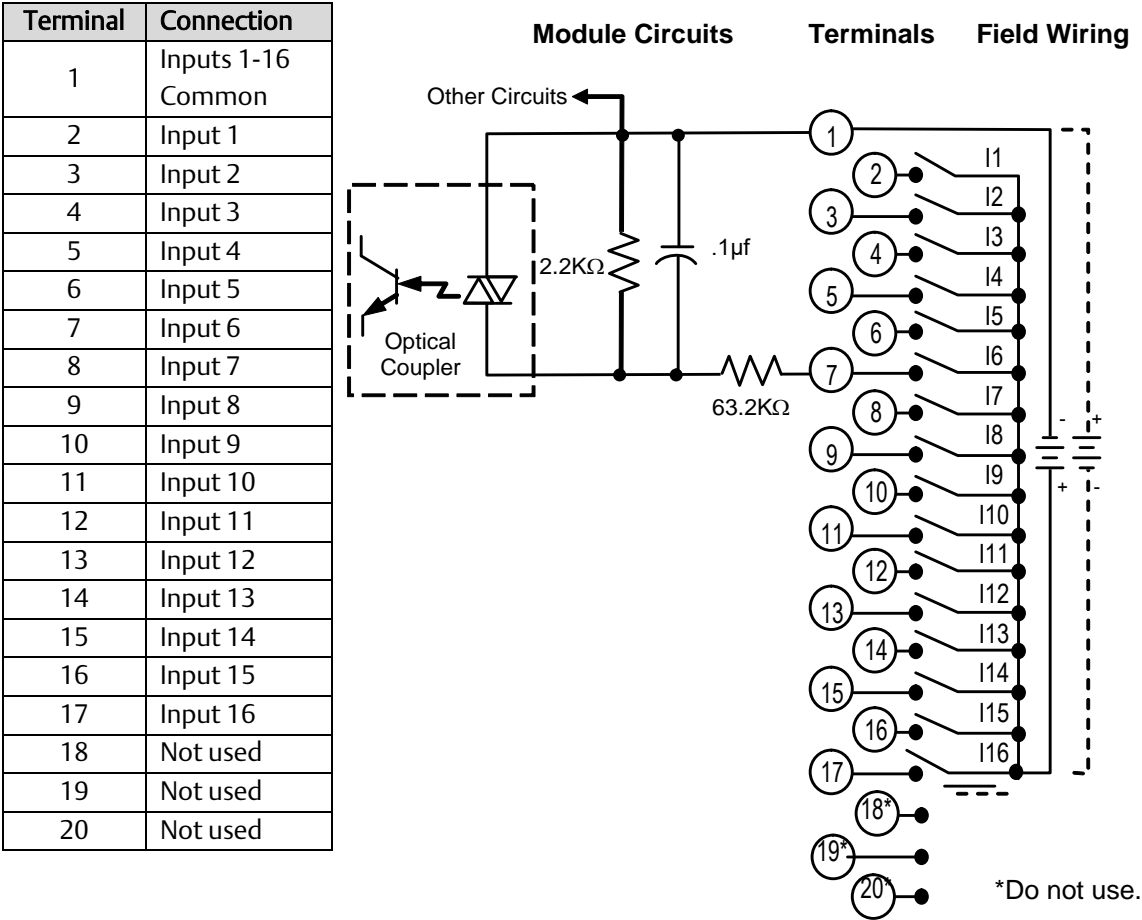 Terminal Connection
1 Inputs 1-16
Common
2 Input 1
3 Input 2
4 Input 3
5 Input 4
6 Input 5
7 Input 6
8 Input 7
9 Input 8
10 Input 9
11 Input 10
12 Input 11
13 Input 12
14 Input 13
15 Input 14
16 Input 15
17 Input 16
18 Not used
19 Not used
20 Not used
Module Circuits Terminals Field Wiring
Other Circuits
2.2KΩ
.1µf
Optical
Coupler
63.2KΩ
1
2 I1
3 I2
4 I3
5 I4
6 I5
7 I6
8 I7
9 I8
10 I9
11 I10
12 I11
13 I12
14 I13
15 I14
16 I15
17 I16
18*
19*
20*
- +
+ -
*Do not use.